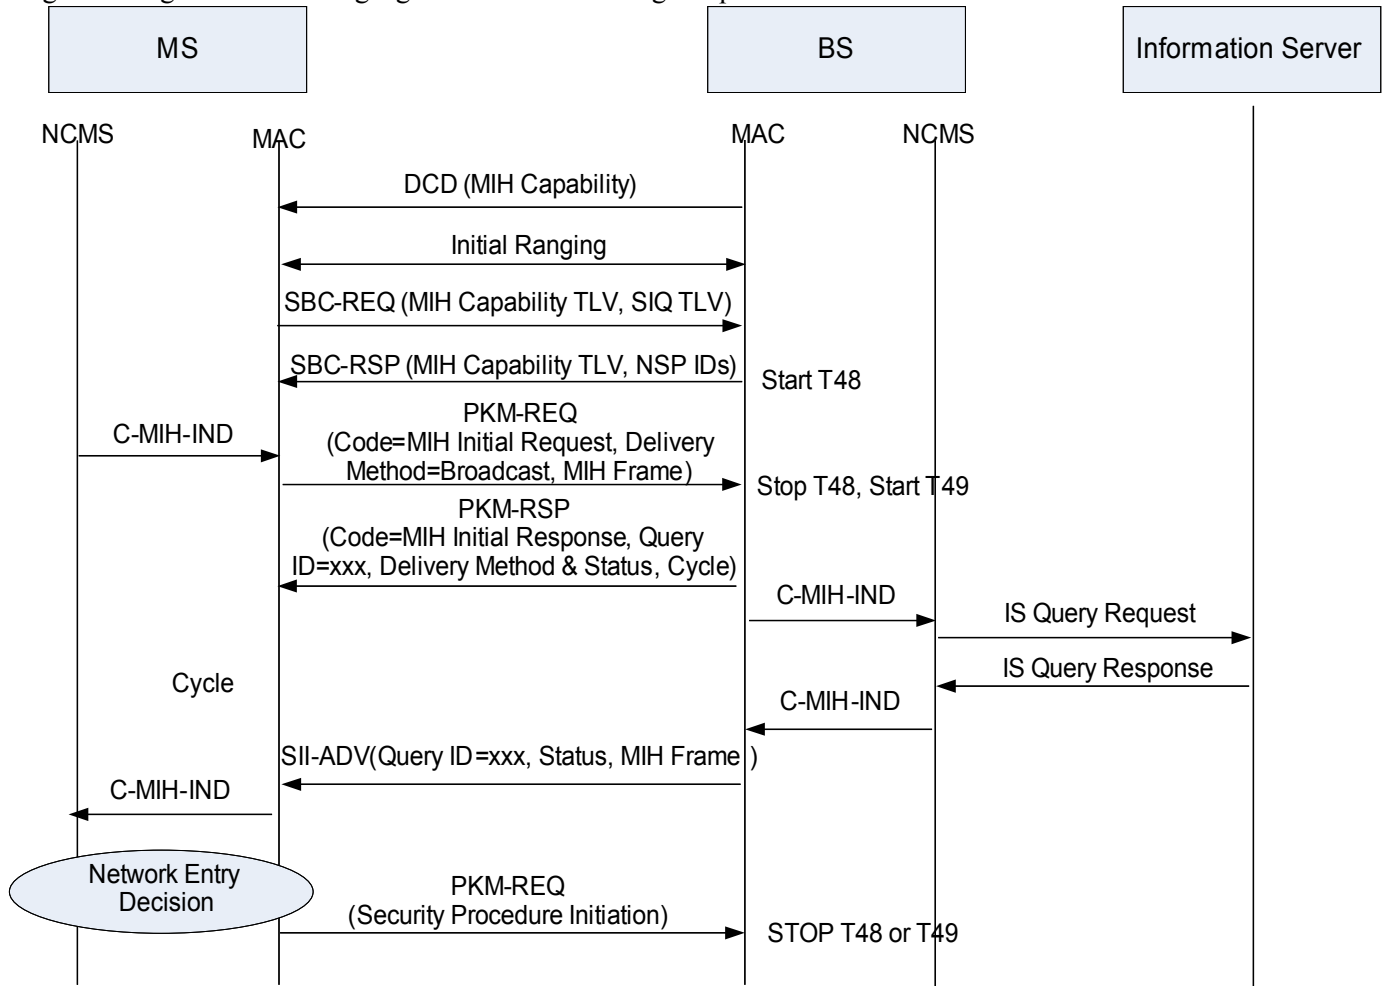 MS
BS
Information Server
NCMS
MAC
MAC
NCMS
DCD (MIH Capability)
Initial Ranging
SBC-REQ (MIH Capability TLV, SIQ TLV)
SBC-RSP (MIH Capability TLV, NSP IDs)
Start T48
C-MIH-IND
PKM-REQ
(Code=MIH Initial Request, Delivery
Method=Broadcast, MIH Frame)
Stop T48, Start T49
PKM-RSP
(Code=MIH Initial Response, Query
ID=xxx, Delivery Method & Status, Cycle)
C-MIH-IND
IS Query Request
IS Query Response
Cycle
C-MIH-IND
SII-ADV(Query ID=xxx, Status, MIH Frame )
C-MIH-IND
Network Entry
Decision
PKM-REQ
(Security Procedure Initiation)
STOP T48 or T49